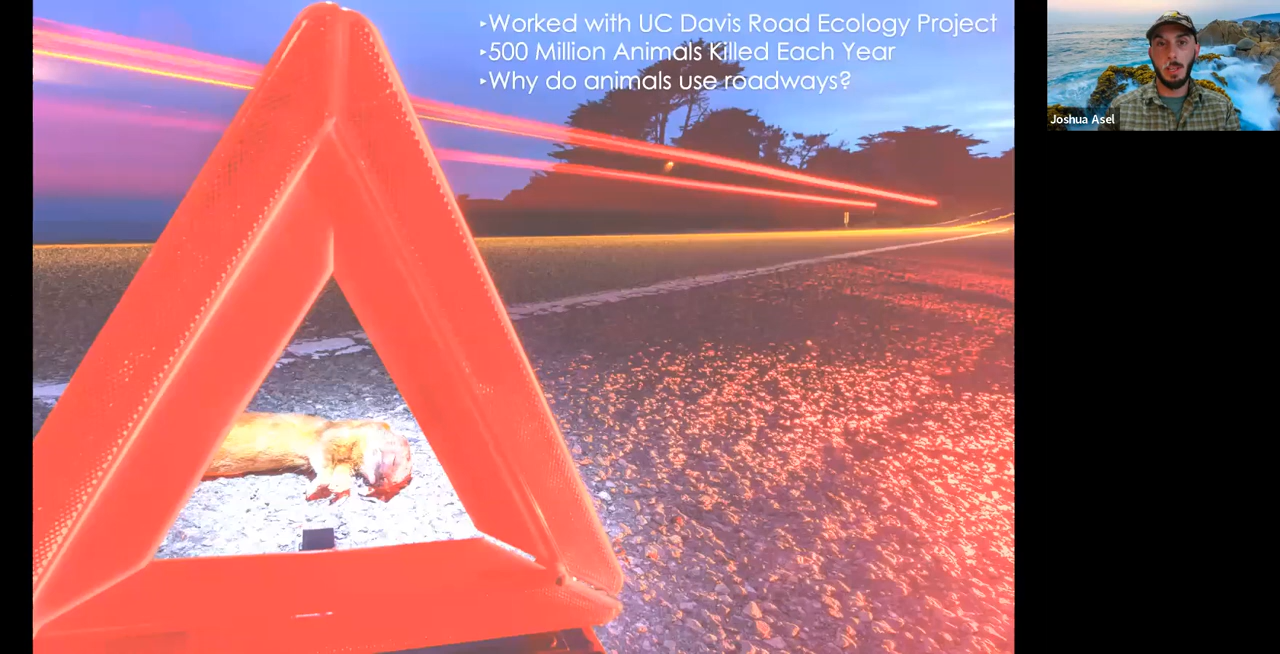 ▸Worked with UC Davis Road Ecology Project
▸500 Million Animals Killed Each Year
▸Why do animals use roadways?
Joshua Asel